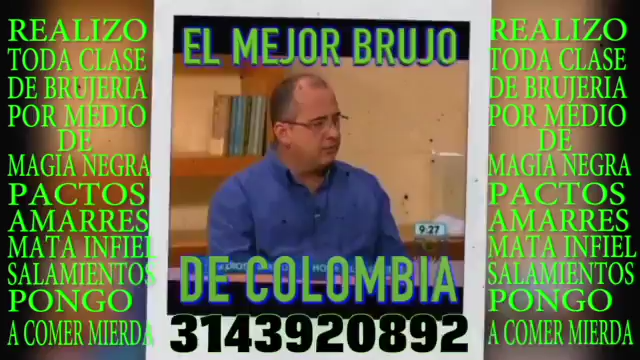 REALIZO
TODA CLASE
DE BRUJERIA
POR MEDIO
DE
MAGIA NEGRA
PACTOS
AMARRES
MATA INFIEL
SALAMIENTOS
PONGO
A COMER MIERDA
EL MEJOR BRUJO
9:27
DE COLOMBIA
3143920892
REALIZO
TODA CLASE
DE BRUJERIA
POR MEDIO
DE
MAGIA NEGRA
PACTOS
AMARRES
MATA INFIEL
SALAMIENTOS
PONGO
A COMER MIERDA